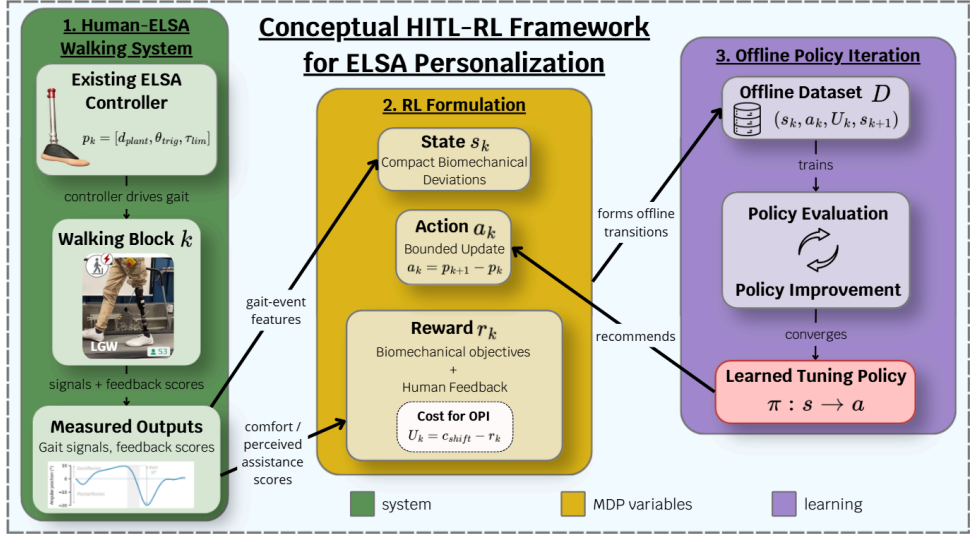 Conceptual HITL-RL Framework
for ELSA Personalization
1. Human-ELSA
Walking System
Existing ELSA
Controller
p_k = [d_plant, θ_trig, τ_lim]
controller drives gait
Walking Block k
LGW
S3
signals + feedback scores
Measured Outputs
Gait signals, feedback scores
gait-event
features
comfort /
perceived
assistance
scores
2. RL Formulation
State s_k
Compact Biomechanical
Deviations
Action a_k
Bounded Update
a_k = p_{k+1} − p_k
Reward r_k
Biomechanical objectives
+
Human Feedback
Cost for OPI
U_k = c_shift − r_k
forms offline
transitions
recommends
3. Offline Policy Iteration
Offline Dataset D
(s_k, a_k, U_k, s_{k+1})
trains
Policy Evaluation
Policy Improvement
converges
Learned Tuning Policy
π : s → a
system
MDP variables
learning